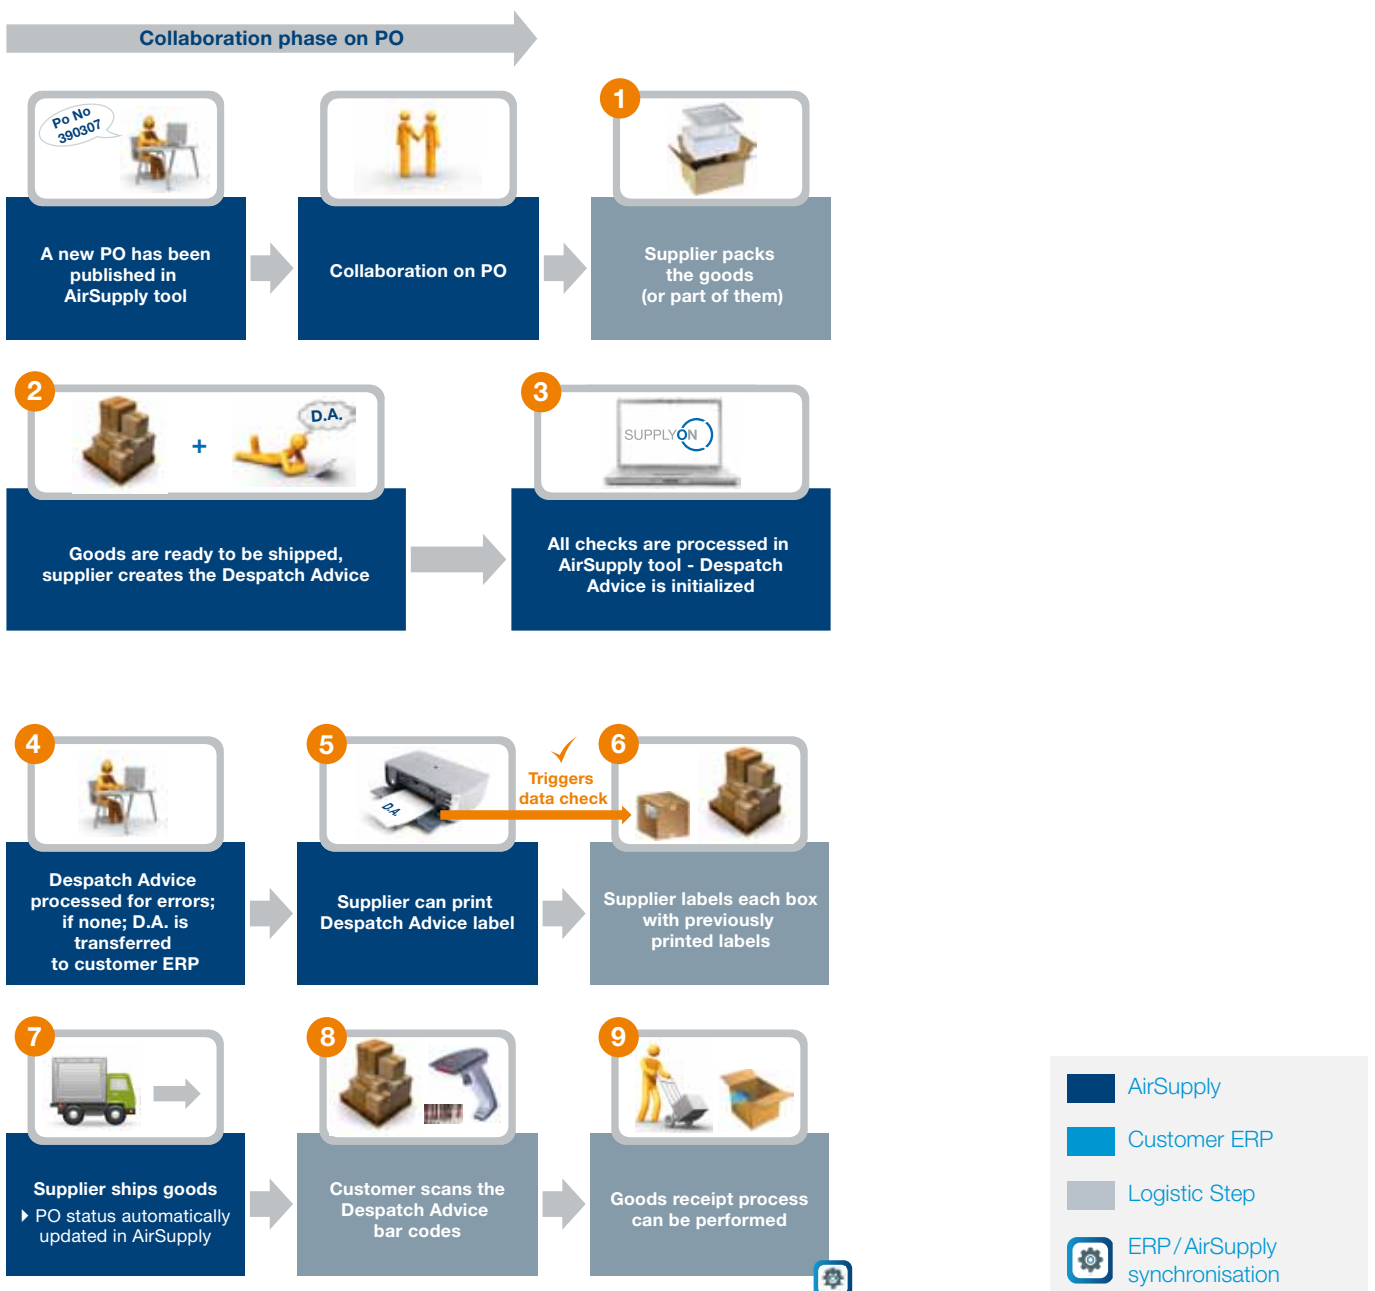 Collaboration phase on PO
Po No
390307
1
A new PO has been
published in
AirSupply tool
Collaboration on PO
Supplier packs
the goods
(or part of them)
2
+
D.A.
3
SUPPLYON
Goods are ready to be shipped,
supplier creates the Despatch Advice
All checks are processed in
AirSupply tool - Despatch
Advice is initialized
4
5
D.A.
Triggers
data check
6
Despatch Advice
processed for errors;
if none; D.A. is
transferred
to customer ERP
Supplier can print
Despatch Advice label
Supplier labels each box
with previously
printed labels
7
8
9
Supplier ships goods
PO status automatically
updated in AirSupply
Customer scans the
Despatch Advice
bar codes
Goods receipt process
can be performed
AirSupply
Customer ERP
Logistic Step
ERP/AirSupply
synchronisation